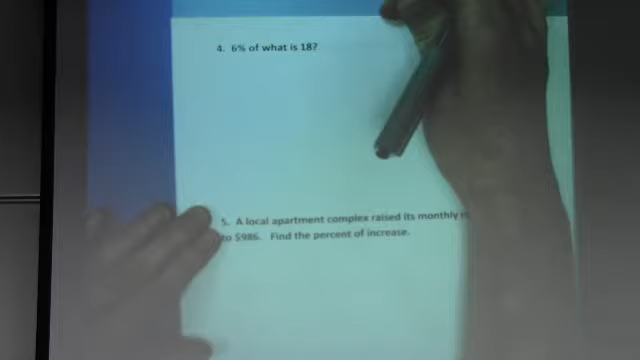 4. 6% of what is 18?
5. A local apartment complex raised its monthly
to $986. Find the percent of increase.